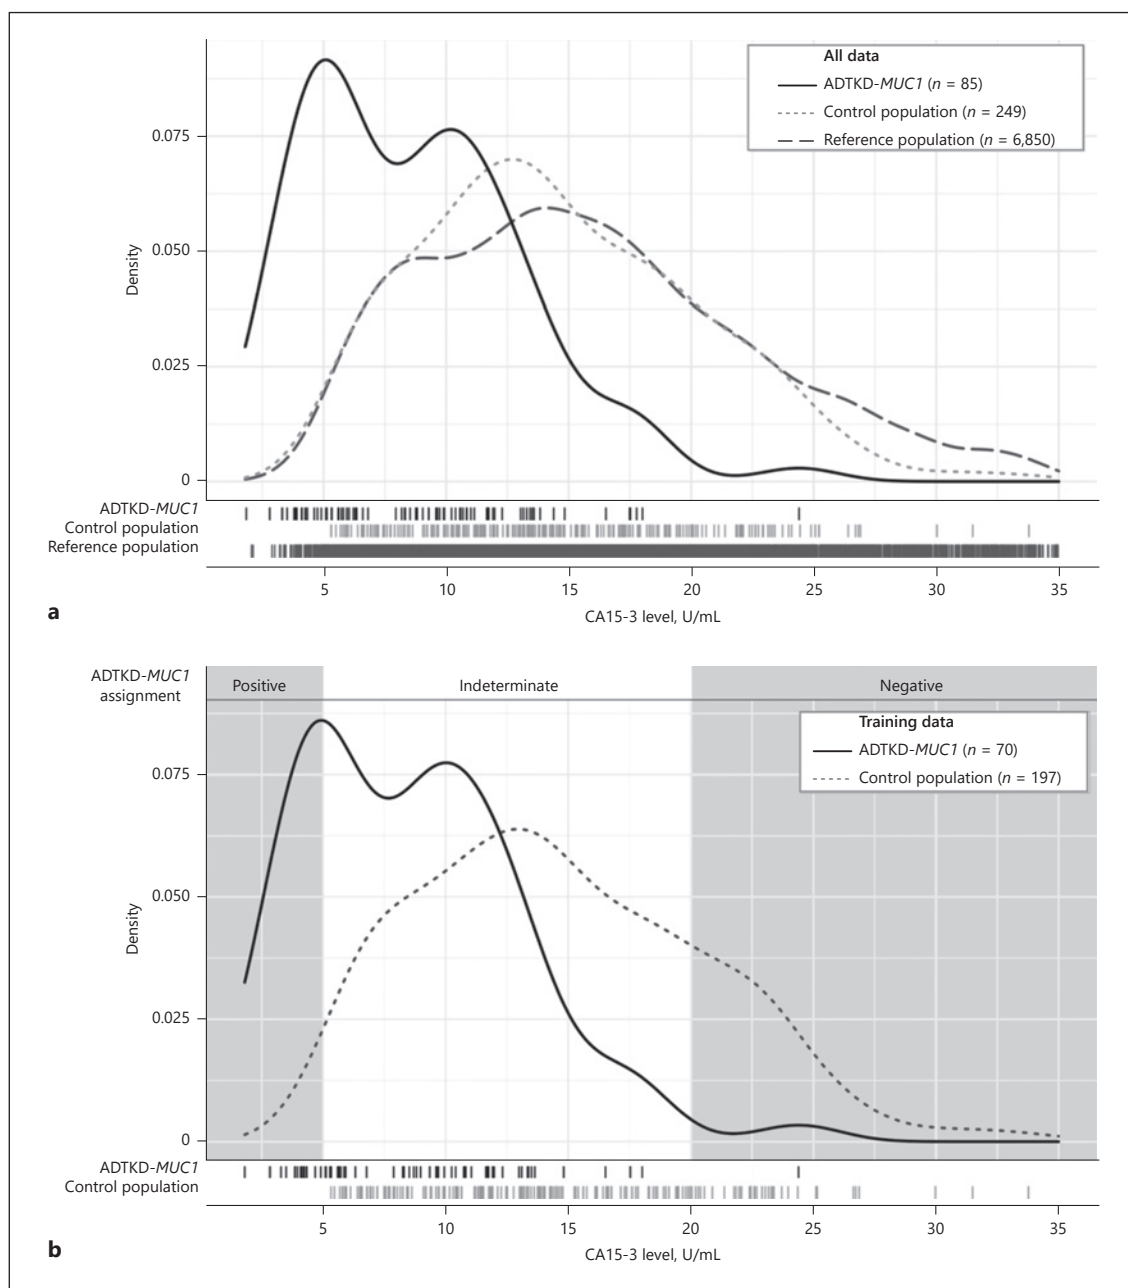 All data
ADTKD-MUC1 (n = 85)
Control population (n = 249)
Reference population (n = 6,850)
0.075
0.050
0.025
0
Density
ADTKD-MUC1
Control population
Reference population
5 10 15 20 25 30 35
CA15-3 level, U/mL
a
ADTKD-MUC1
assignment
Positive Indeterminate Negative
Training data
ADTKD-MUC1 (n = 70)
Control population (n = 197)
0.075
0.050
0.025
0
Density
ADTKD-MUC1
Control population
5 10 15 20 25 30 35
CA15-3 level, U/mL
b